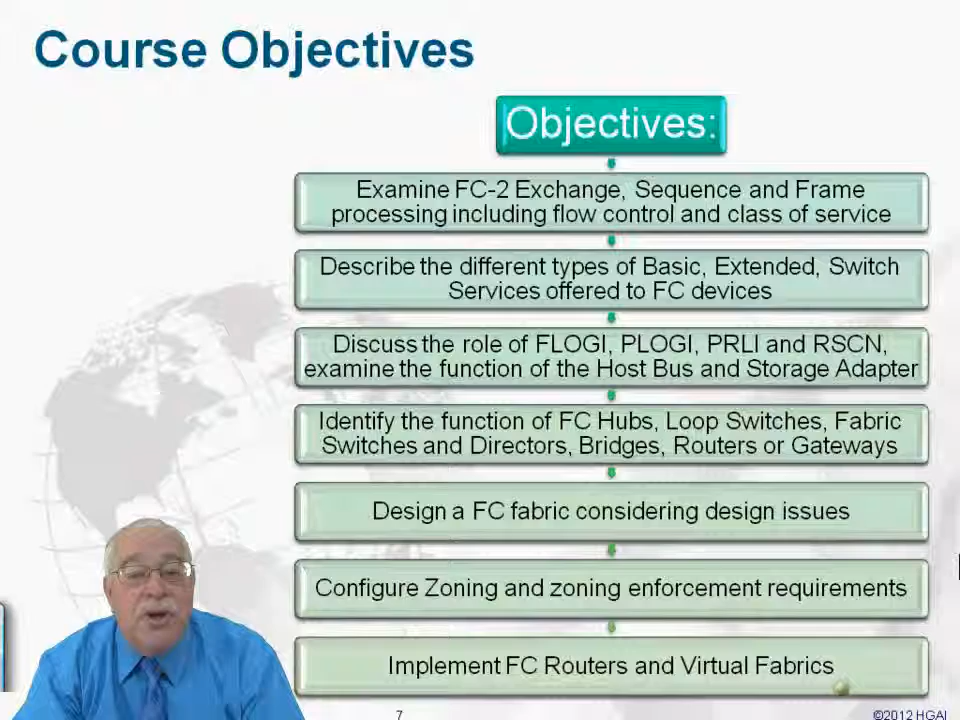 Course Objectives
Objectives:
Examine FC-2 Exchange, Sequence and Frame
processing including flow control and class of service
Describe the different types of Basic, Extended, Switch
Services offered to FC devices
Discuss the role of FLOGI, PLOGI, PRLI and RSCN,
examine the function of the Host Bus and Storage Adapter
Identify the function of FC Hubs, Loop Switches, Fabric
Switches and Directors, Bridges, Routers or Gateways
Design a FC fabric considering design issues
Configure Zoning and zoning enforcement requirements
Implement FC Routers and Virtual Fabrics
7
©2012 HGAI